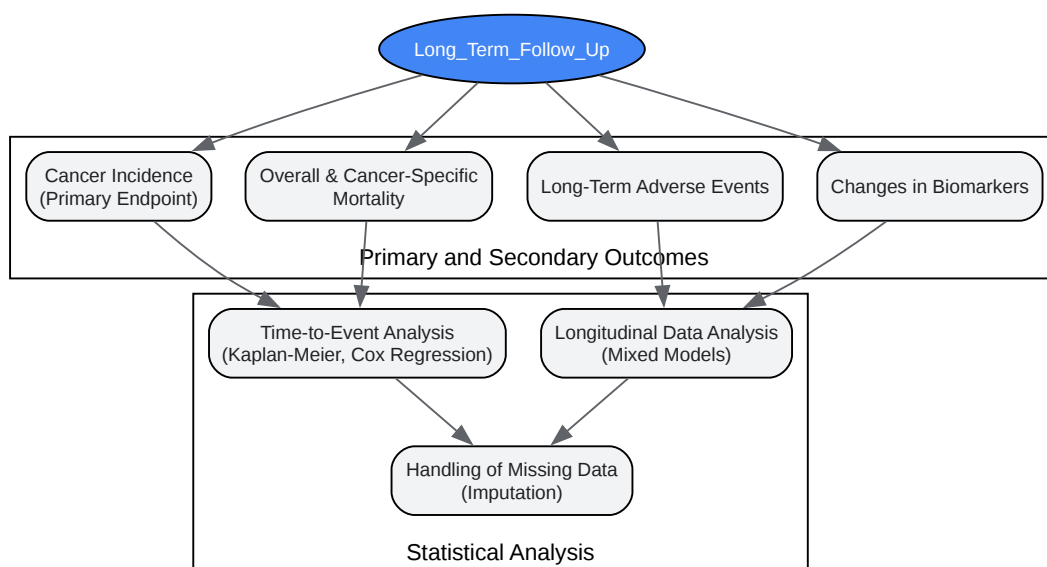 Long_Term_Follow_Up
Cancer Incidence
(Primary Endpoint)
Overall & Cancer-Specific
Mortality
Long-Term Adverse Events
Changes in Biomarkers
Primary and Secondary Outcomes
Time-to-Event Analysis
(Kaplan-Meier, Cox Regression)
Longitudinal Data Analysis
(Mixed Models)
Handling of Missing Data
(Imputation)
Statistical Analysis